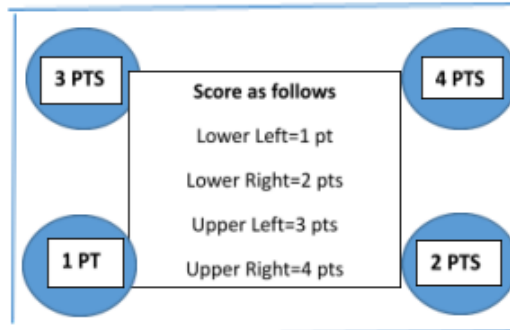 3 PTS
4 PTS
Score as follows
Lower Left=1 pt
Lower Right=2 pts
Upper Left=3 pts
Upper Right=4 pts
1 PT
2 PTS